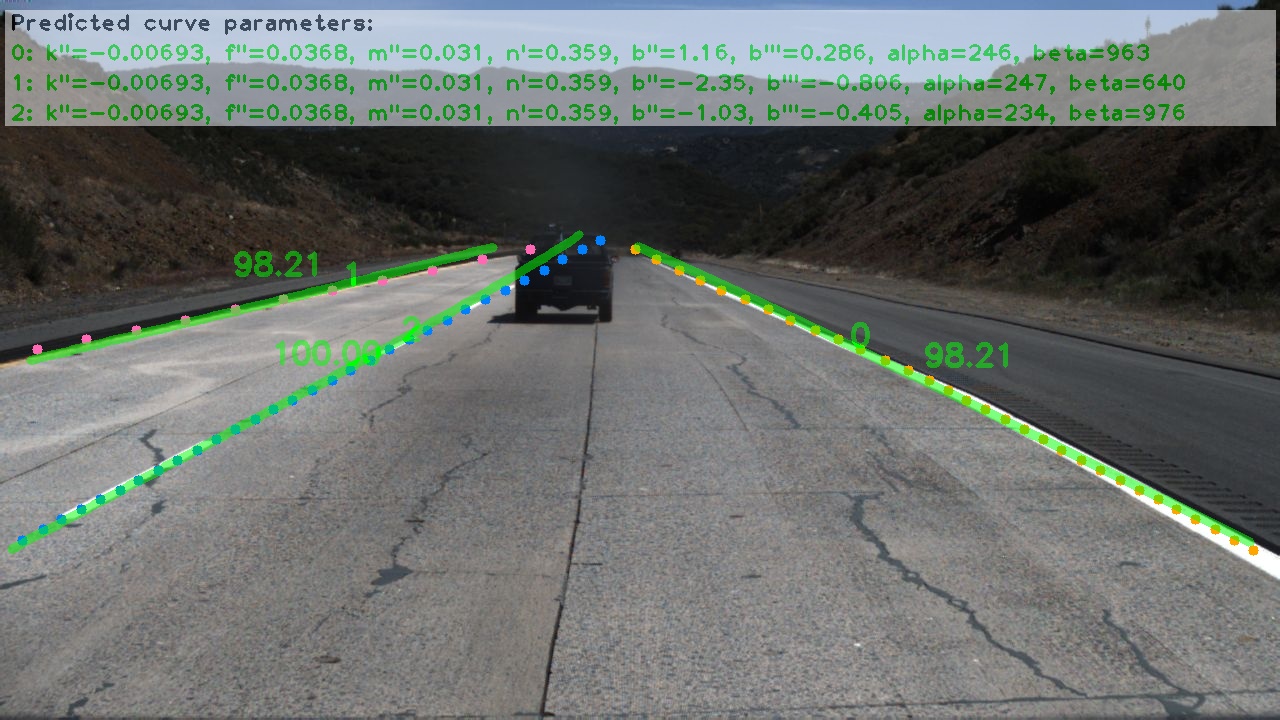 Predicted curve parameters:
0: k''=-0.00693, f''=0.0368, m''=0.031, n'=0.359, b''=1.16, b'''=0.286, alpha=246, beta=963
1: k''=-0.00693, f''=0.0368, m''=0.031, n'=0.359, b''=-2.35, b'''=-0.806, alpha=247, beta=640
2: k''=-0.00693, f''=0.0368, m''=0.031, n'=0.359, b''=-1.03, b'''=-0.405, alpha=234, beta=976
98.21
1
2
100.00
0
98.21